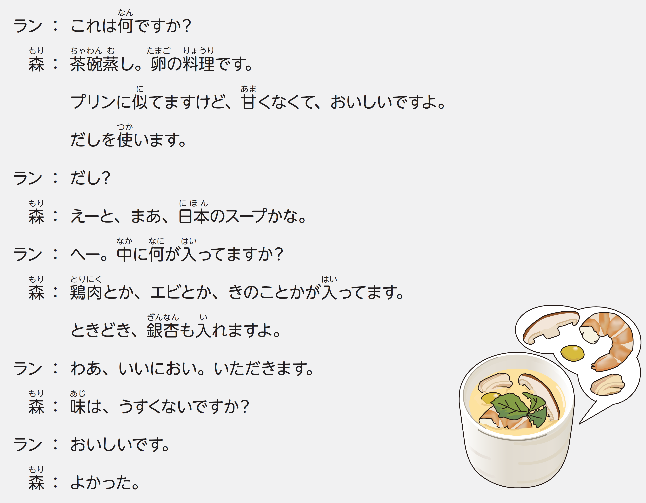 ラン：これは何ですか？
森：茶碗蒸し。卵の料理です。
プリンに似てますけど、甘くなくて、おいしいですよ。
だしを使います。
ラン：だし？
森：えーと、まあ、日本のスープかな。
ラン：へー。中に何が入ってますか？
森：鶏肉とか、エビとか、きのことかが入ってます。
ときどき、銀杏も入れますよ。
ラン：わあ、いいにおい。いただきます。
森：味は、うすくないですか？
ラン：おいしいです。
森：よかった。